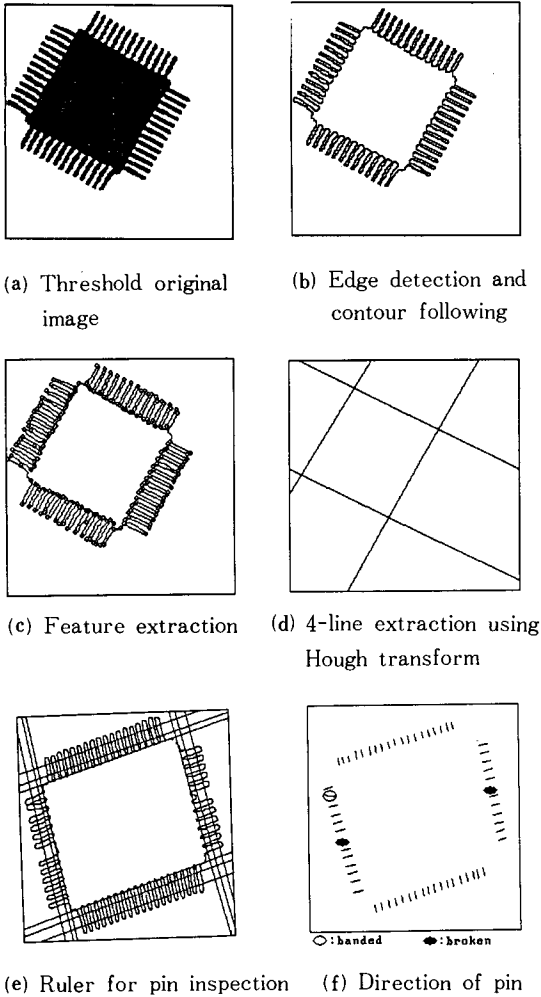 (a) Threshold original
image
(b) Edge detection and
contour following
(c) Feature extraction
(d) 4-line extraction using
Hough transform
○:banded
●:broken
(e) Ruler for pin inspection
(f) Direction of pin